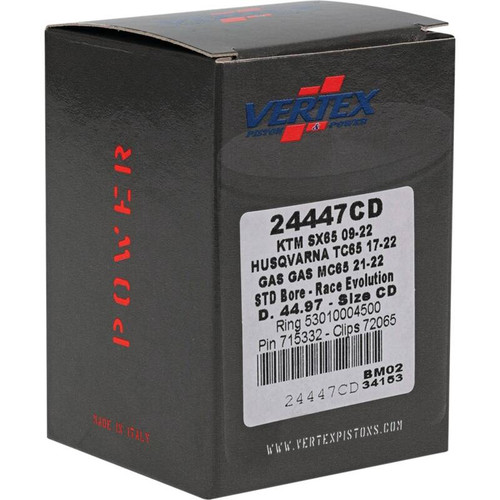 POWER
MADE IN ITALY
VERTEX
PISTON & POWER
24447CD
KTM SX65 09-22
HUSQVARNA TC65 17-22
GAS GAS MC65 21-22
STD Bore - Race Evolution
D. 44.97 - Size CD
Ring 53010004500
Pin 715332 - Clips 72065
24447CD
BM02
34163
WWW.VERTEXPISTONS.COM